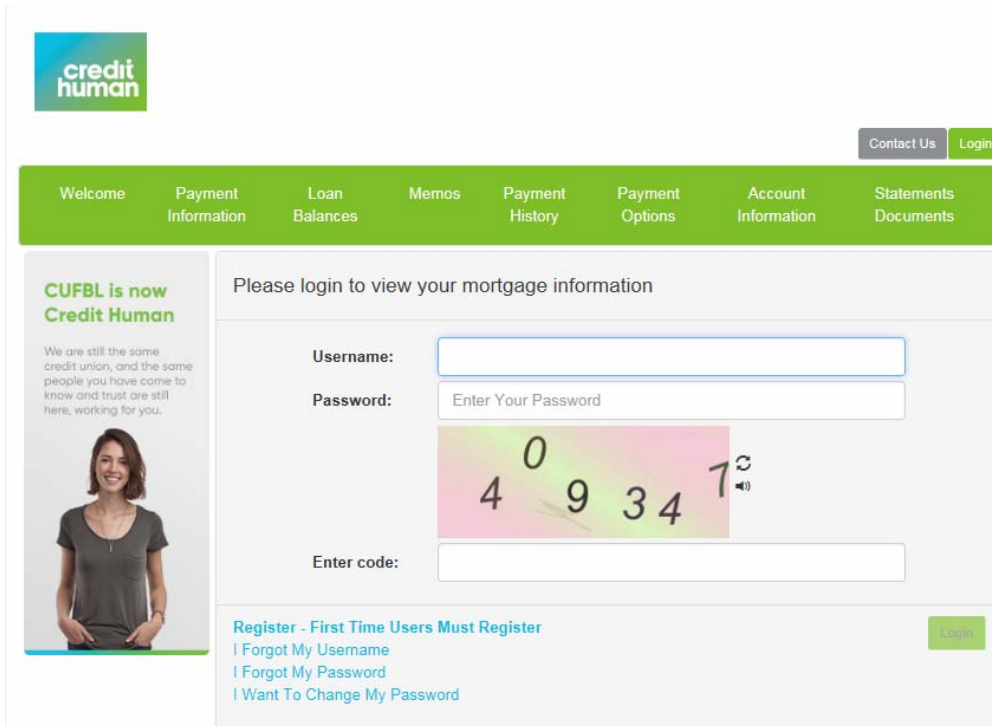 credit
human
Contact Us Login
Welcome Payment Information Loan Balances Memos Payment History Payment Options Account Information Statements Documents
CUFBL is now
Credit Human
We are still the same
credit union, and the same
people you have come to
know and trust are still
here, working for you.
Please login to view your mortgage information
Username:
Password: Enter Your Password
4 0 9 3 4 7
Enter code:
Register - First Time Users Must Register
I Forgot My Username
I Forgot My Password
I Want To Change My Password
Login